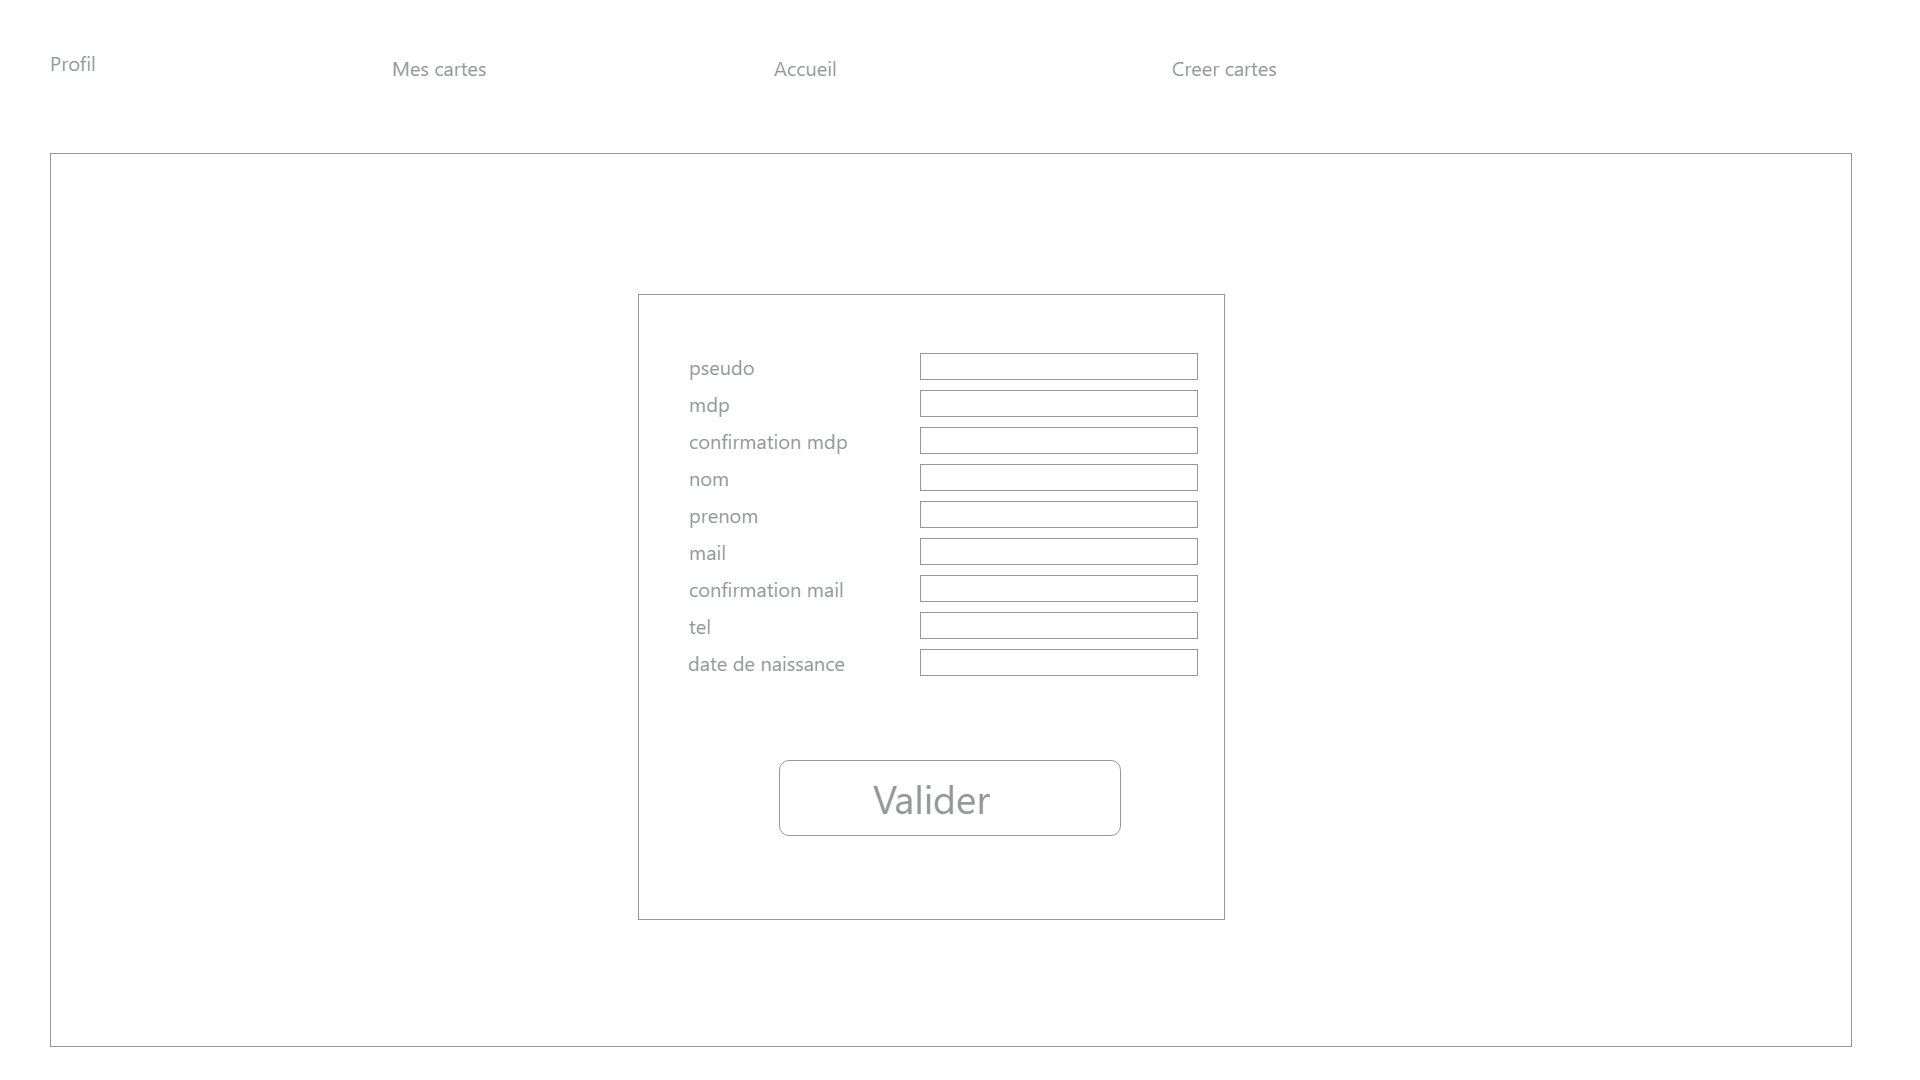 Profil
Mes cartes
Accueil
Creer cartes
pseudo
mdp
confirmation mdp
nom
prenom
mail
confirmation mail
tel
date de naissance
Valider